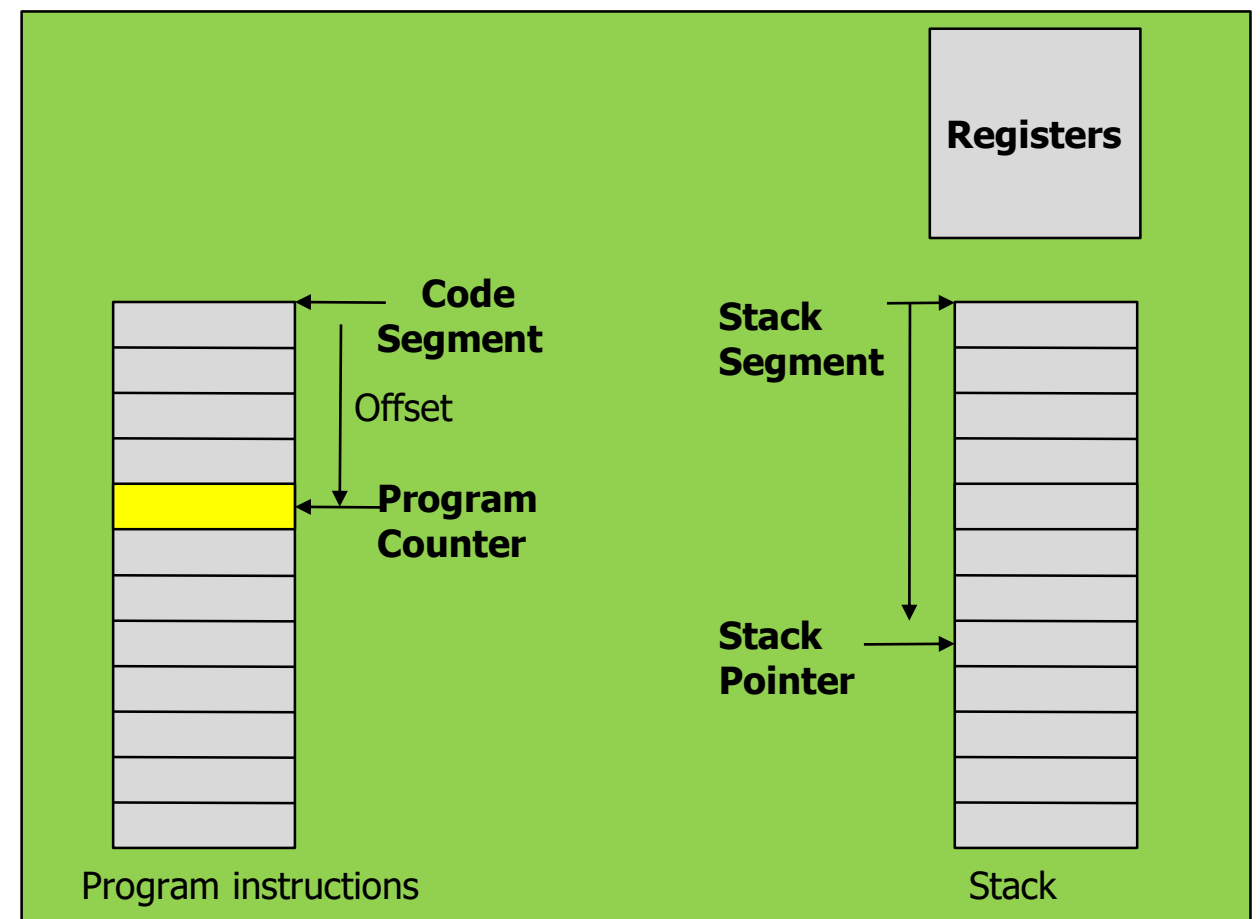 Registers
Code
Segment
Offset
Program
Counter
Stack
Segment
Stack
Pointer
Program instructions
Stack